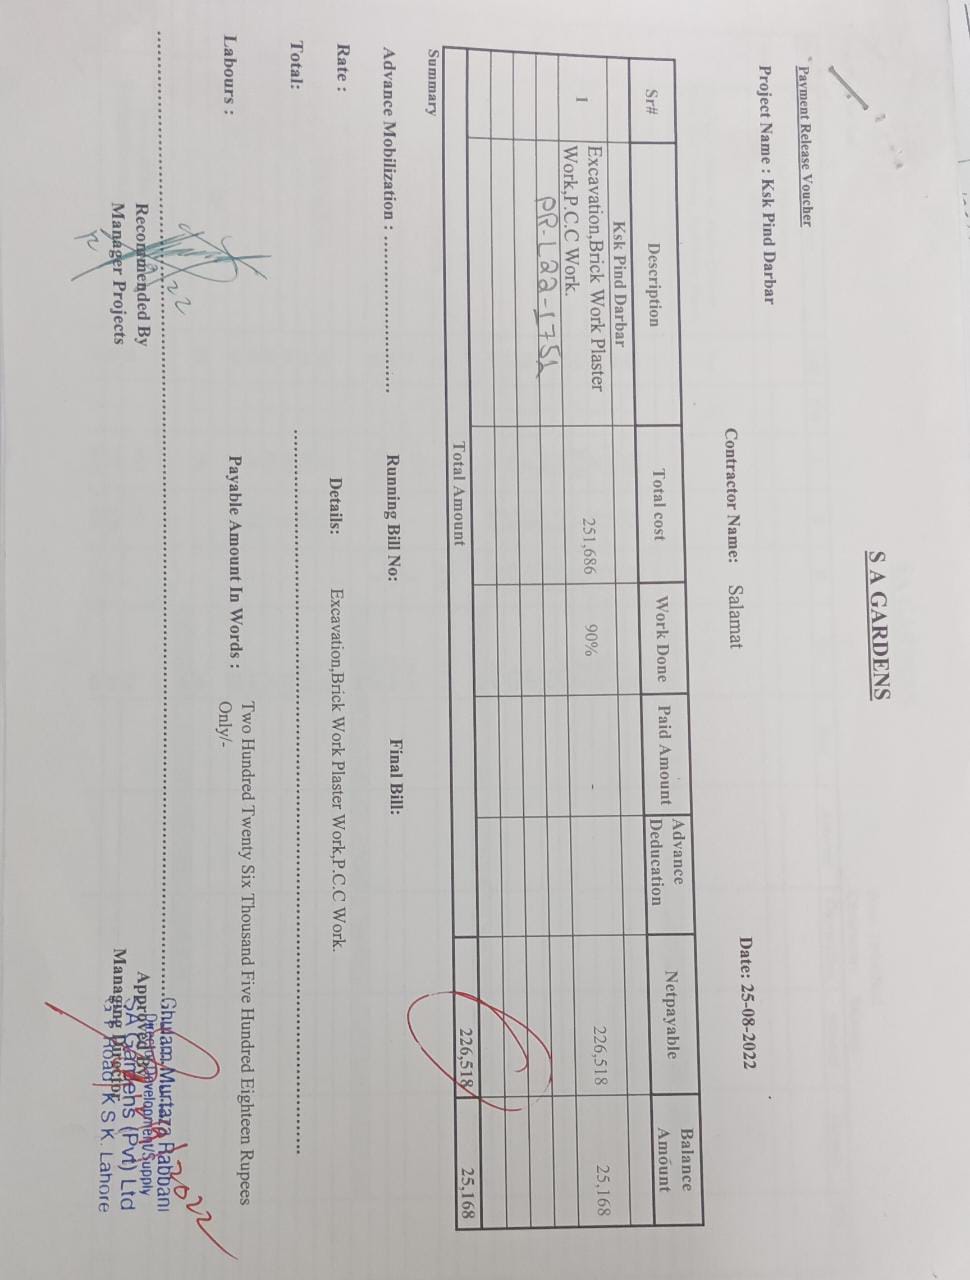 S A GARDENS
Payment Release Voucher
Project Name : Ksk Pind Darbar Contractor Name: Salamat Date: 25-08-2022
Sr# Description Total cost Work Done Paid Amount Advance Deducation Netpayable Balance Amount
Ksk Pind Darbar
1 Excavation,Brick Work Plaster Work,P.C.C Work. 251,686 90% - 226,518 25,168
PR-L22-1751
Total Amount 226,518 25,168
Summary
Advance Mobilization : ........................... Running Bill No: Final Bill:
Rate : Details: Excavation,Brick Work Plaster Work,P.C.C Work.
Total:
Labours : Payable Amount In Words : Two Hundred Twenty Six Thousand Five Hundred Eighteen Rupees
Only/-
Recommended By Approved By
Manager Projects Managing Director
Ghulam Murtaza Rabbani
Director Development/Supply
SA Gardens (Pvt) Ltd
G T Road K S K. Lahore
2022